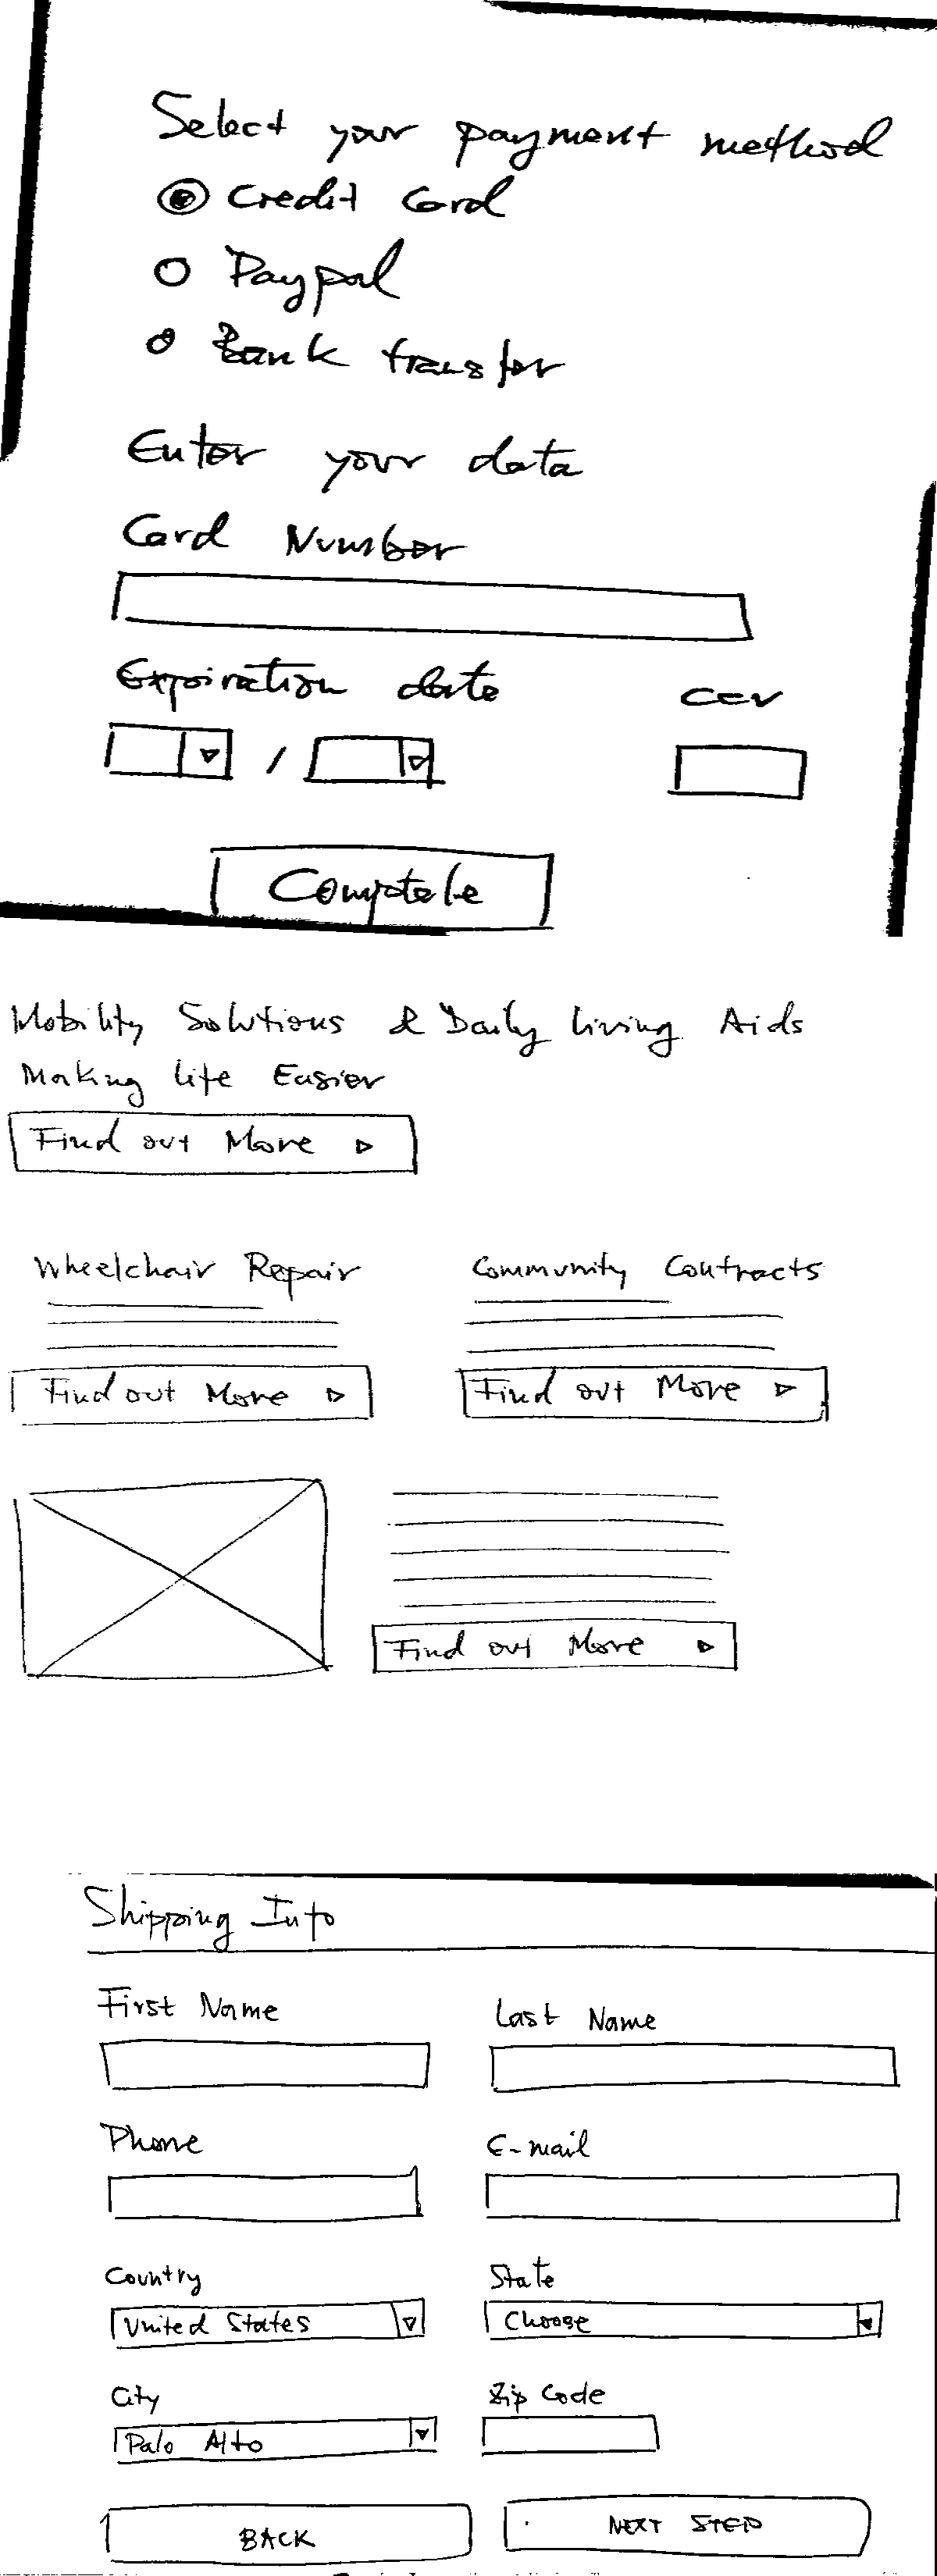 Select your payment method
Credit Card
Paypal
Bank transfer
Enter your data
Card Number
Expiration date
/
Complete
Mobility Solutions & Daily living Aids
Making life Easier
Find out More
Wheelchair Repair Community Contracts
Find out More Find out More
Find out More
Shipping Info
First Name Last Name
Phone E-mail
Country State
United States Choose
City Zip Code
Palo Alto
BACK NEXT STEP